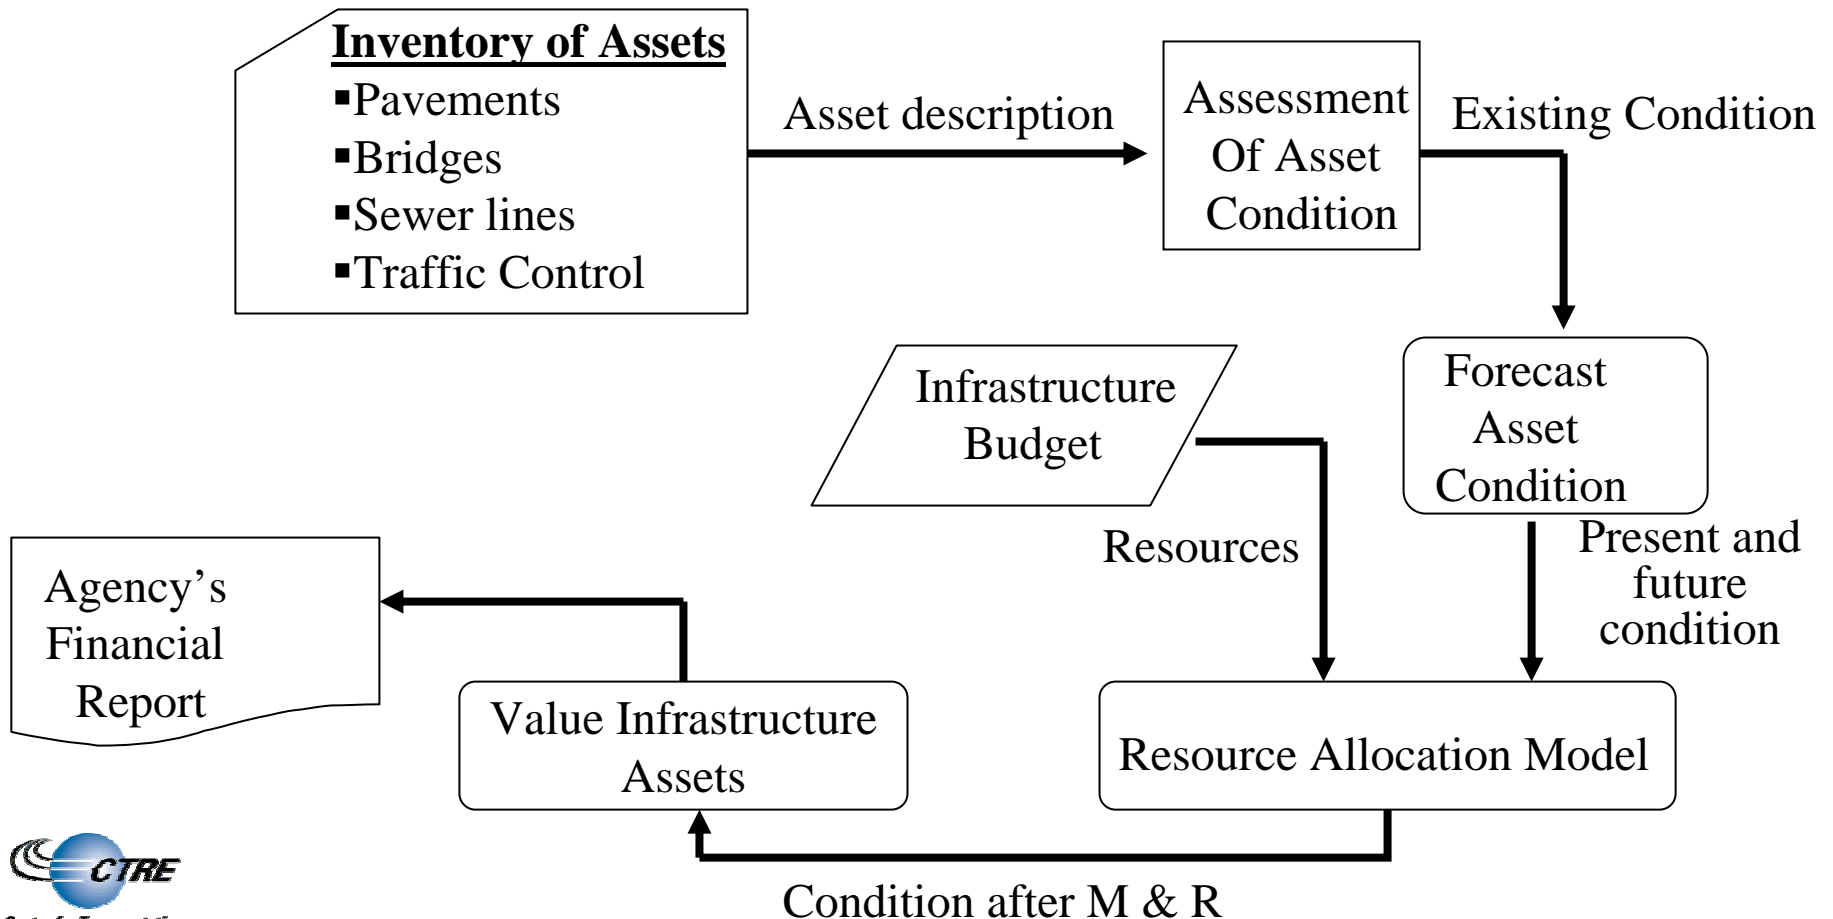 Inventory of Assets
▪Pavements
▪Bridges
▪Sewer lines
▪Traffic Control
Asset description
Assessment
Of Asset
Condition
Existing Condition
Forecast
Asset
Condition
Infrastructure
Budget
Resources
Present and
future
condition
Resource Allocation Model
Condition after M & R
Value Infrastructure
Assets
Agency’s
Financial
Report
CTRE